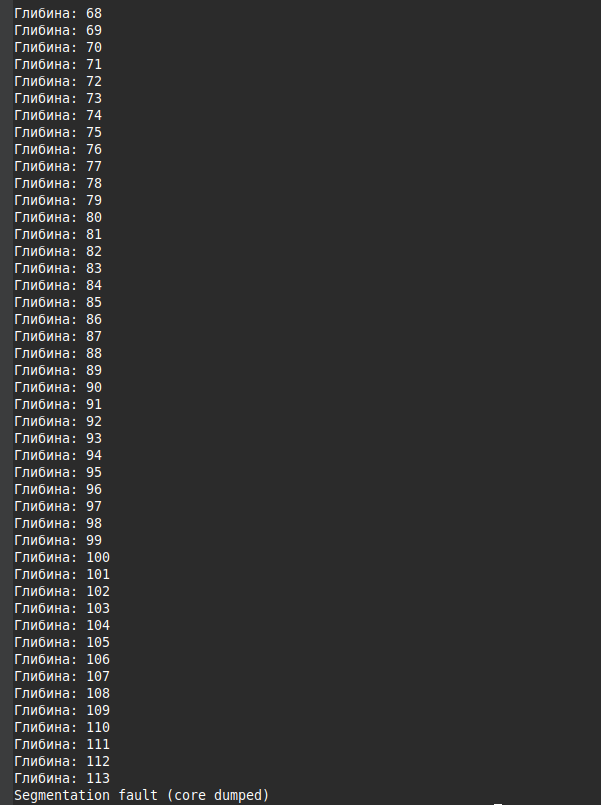 Глибина: 68
Глибина: 69
Глибина: 70
Глибина: 71
Глибина: 72
Глибина: 73
Глибина: 74
Глибина: 75
Глибина: 76
Глибина: 77
Глибина: 78
Глибина: 79
Глибина: 80
Глибина: 81
Глибина: 82
Глибина: 83
Глибина: 84
Глибина: 85
Глибина: 86
Глибина: 87
Глибина: 88
Глибина: 89
Глибина: 90
Глибина: 91
Глибина: 92
Глибина: 93
Глибина: 94
Глибина: 95
Глибина: 96
Глибина: 97
Глибина: 98
Глибина: 99
Глибина: 100
Глибина: 101
Глибина: 102
Глибина: 103
Глибина: 104
Глибина: 105
Глибина: 106
Глибина: 107
Глибина: 108
Глибина: 109
Глибина: 110
Глибина: 111
Глибина: 112
Глибина: 113
Segmentation fault (core dumped)